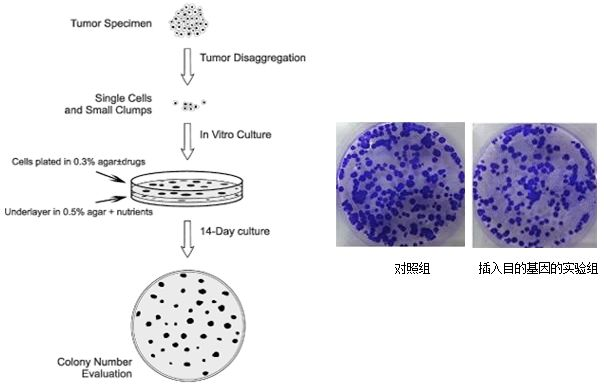 Tumor Specimen
Tumor Disaggregation
Single Cells
and Small Clumps
In Vitro Culture
Cells plated in 0.3% agar±drugs
Underlayer in 0.5% agar + nutrients
14-Day culture
Colony Number
Evaluation
对照组
插入目的基因的实验组